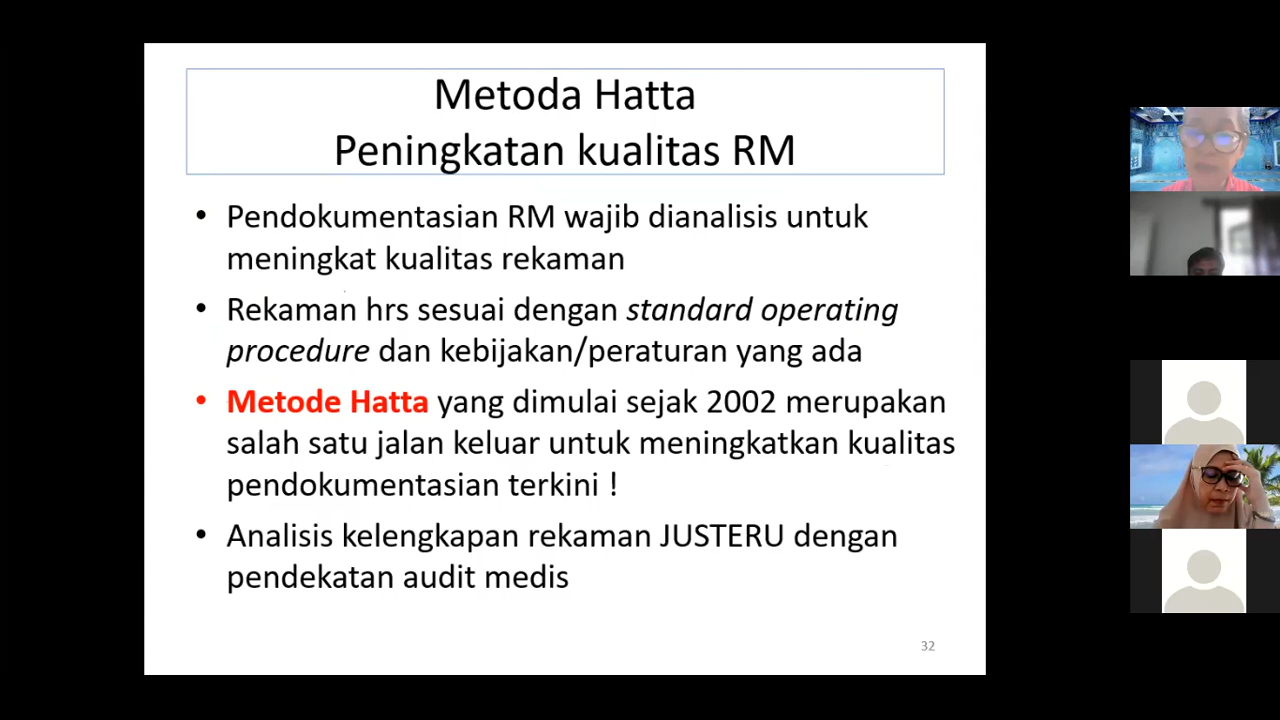 Metoda Hatta
Peningkatan kualitas RM
• Pendokumentasian RM wajib dianalisis untuk
meningkat kualitas rekaman
• Rekaman hrs sesuai dengan standard operating
procedure dan kebijakan/peraturan yang ada
• Metode Hatta yang dimulai sejak 2002 merupakan
salah satu jalan keluar untuk meningkatkan kualitas
pendokumentasian terkini !
• Analisis kelengkapan rekaman JUSTERU dengan
pendekatan audit medis
32